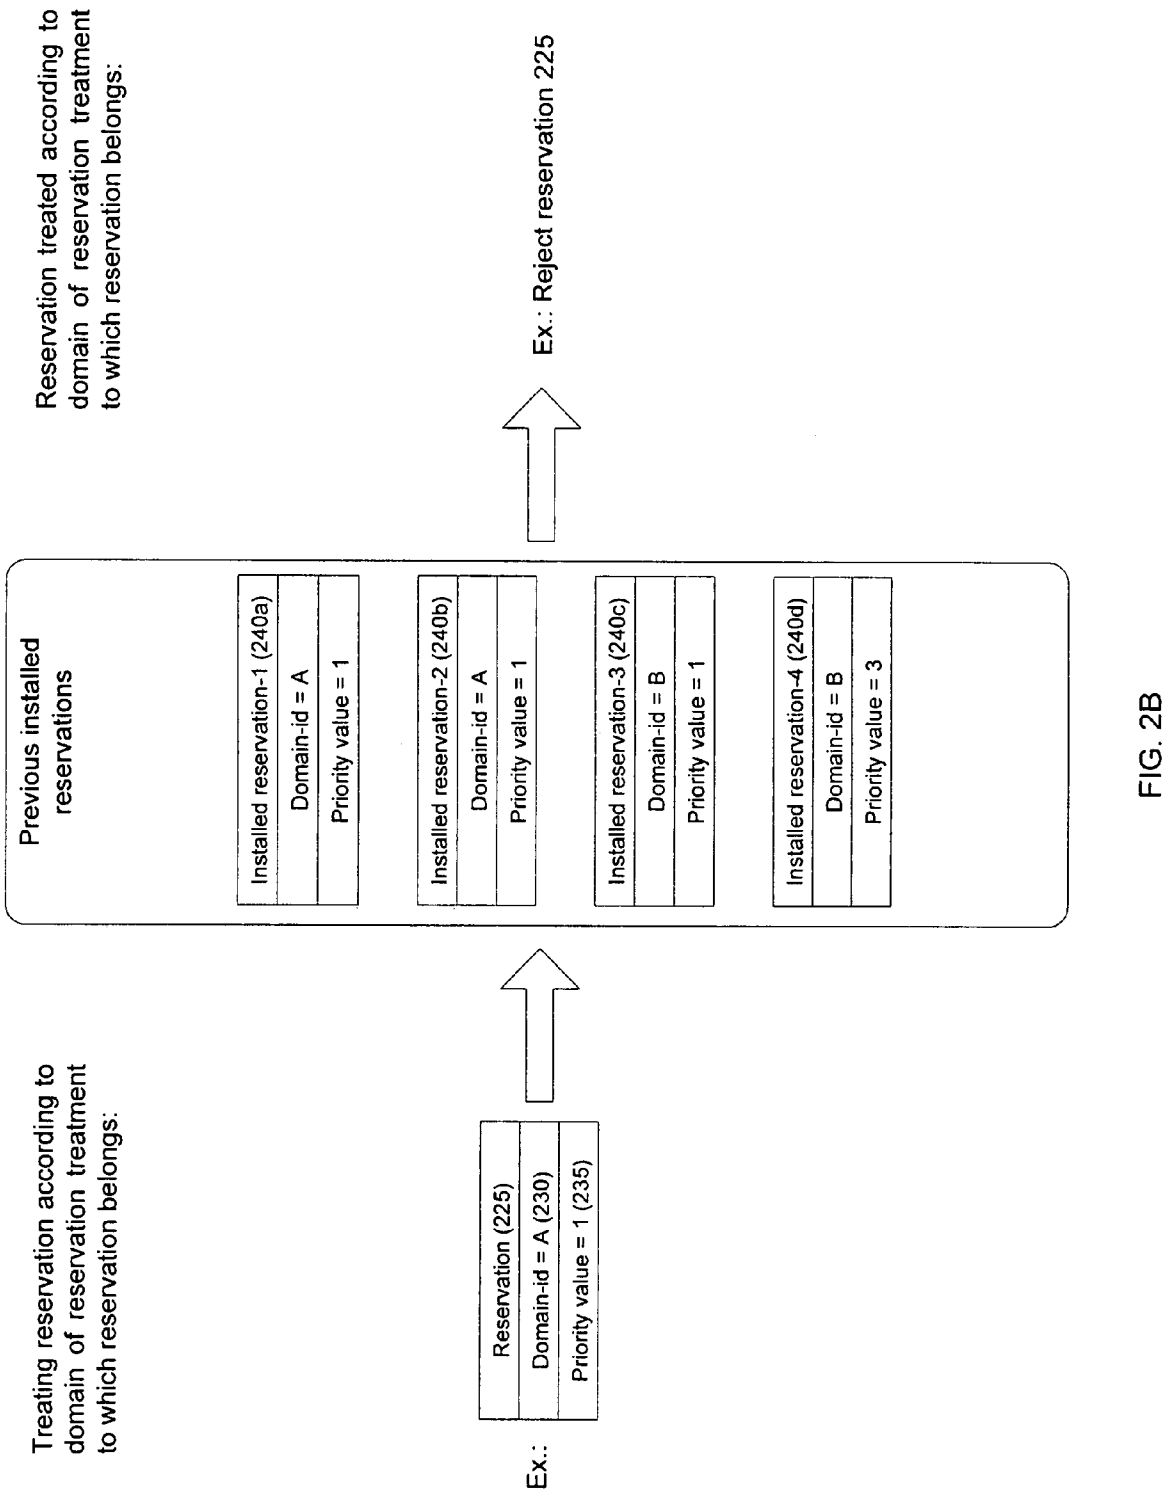 Treating reservation according to
domain of reservation treatment
to which reservation belongs:
Ex.:
Reservation (225)
Domain-id = A (230)
Priority value = 1 (235)
Previous installed
reservations
Installed reservation-1 (240a)
Domain-id = A
Priority value = 1
Installed reservation-2 (240b)
Domain-id = A
Priority value = 1
Installed reservation-3 (240c)
Domain-id = B
Priority value = 1
Installed reservation-4 (240d)
Domain-id = B
Priority value = 3
Reservation treated according to
domain of reservation treatment
to which reservation belongs:
Ex.: Reject reservation 225
FIG. 2B